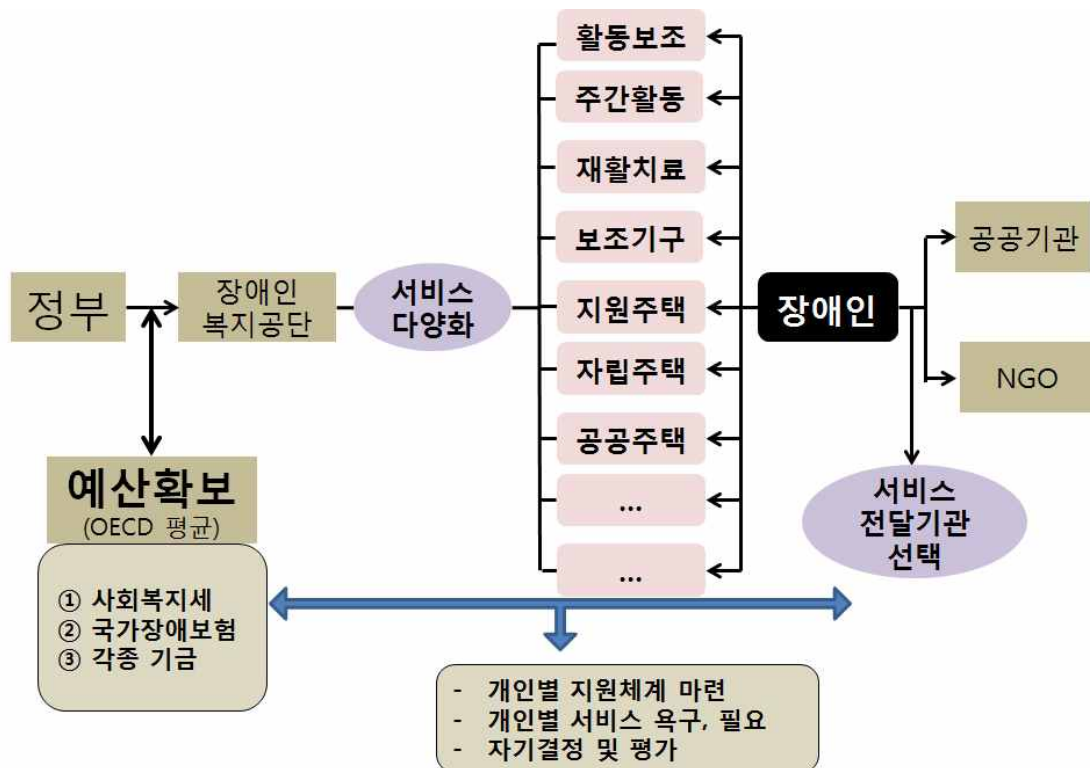 정부
예산확보
(OECD 평균)
① 사회복지세
② 국가장애보험
③ 각종 기금
장애인
복지공단
서비스
다양화
활동보조
주간활동
재활치료
보조기구
지원주택
자립주택
공공주택
...
...
장애인
공공기관
NGO
서비스
전달기관
선택
- 개인별 지원체계 마련
- 개인별 서비스 욕구, 필요
- 자기결정 및 평가